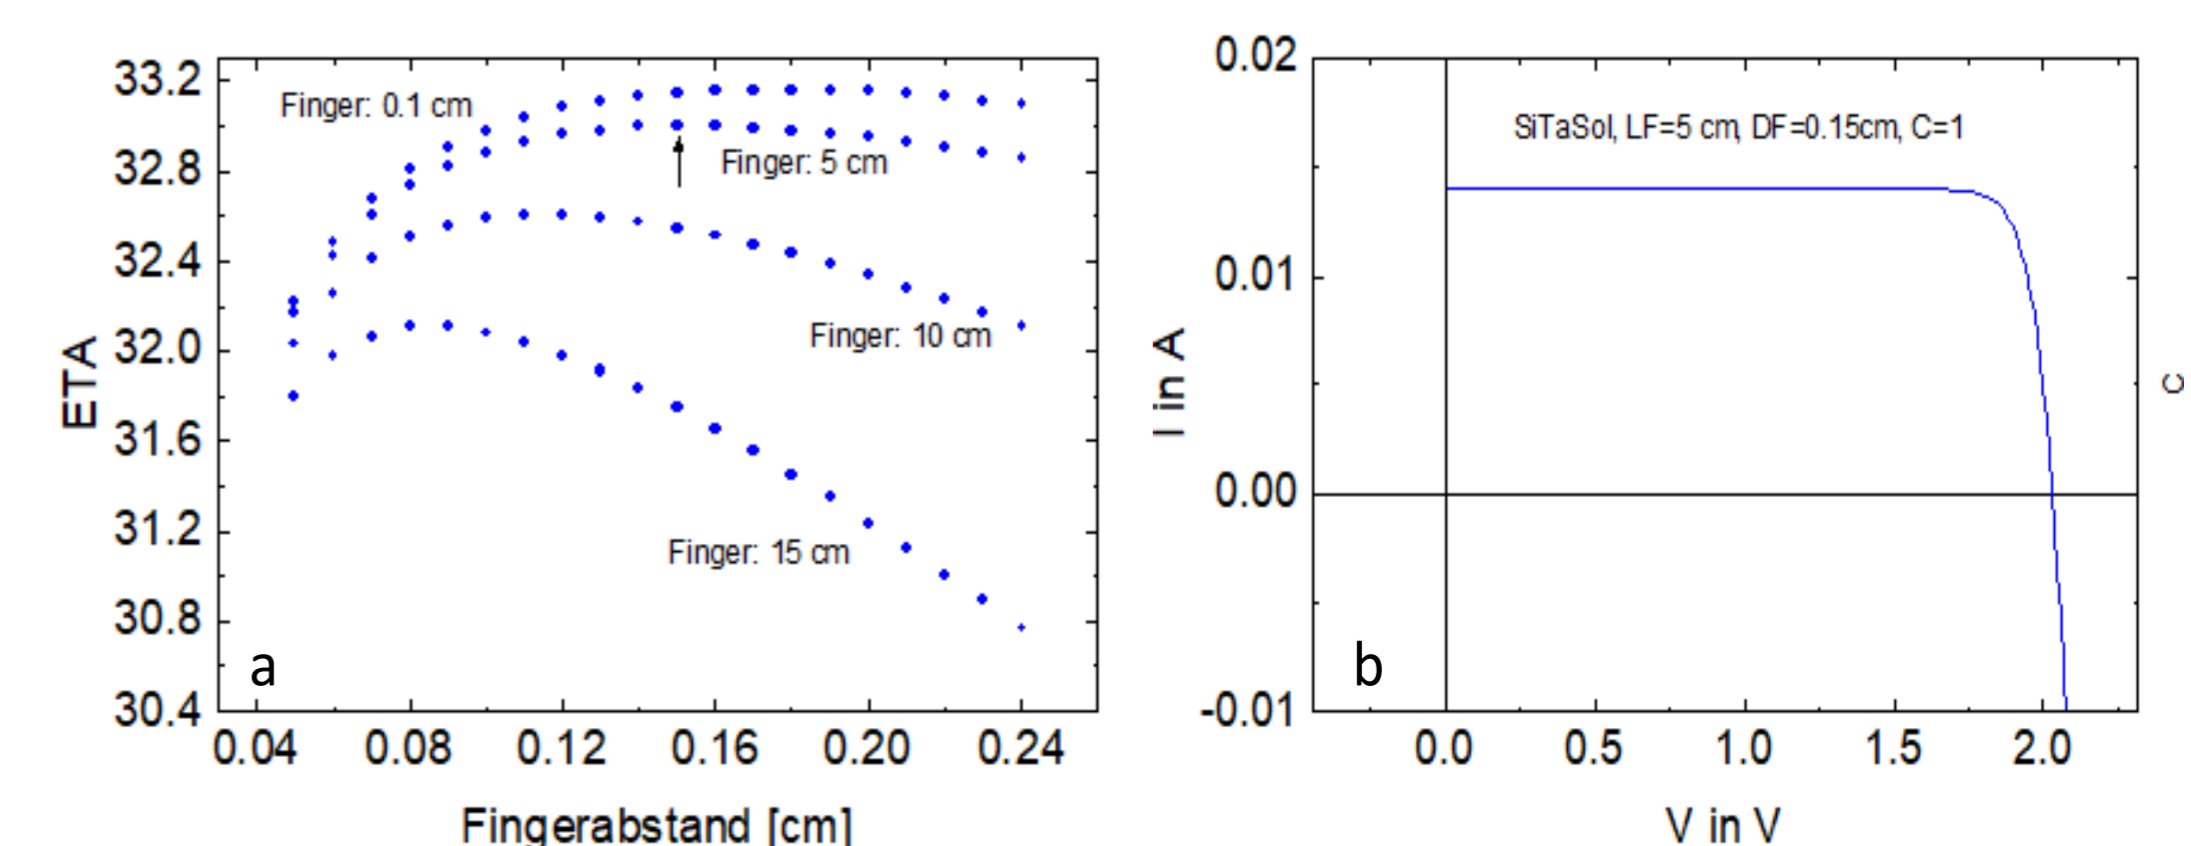 33.2
32.8
32.4
32.0
31.6
31.2
30.8
30.4
ETA
Finger: 0.1 cm
Finger: 5 cm
Finger: 10 cm
Finger: 15 cm
a
0.04 0.08 0.12 0.16 0.20 0.24
Fingerabstand [cm]
0.02
0.01
0.00
-0.01
I in A
SiTaSol, LF=5 cm, DF=0.15cm, C=1
b
0.0 0.5 1.0 1.5 2.0
V in V
C